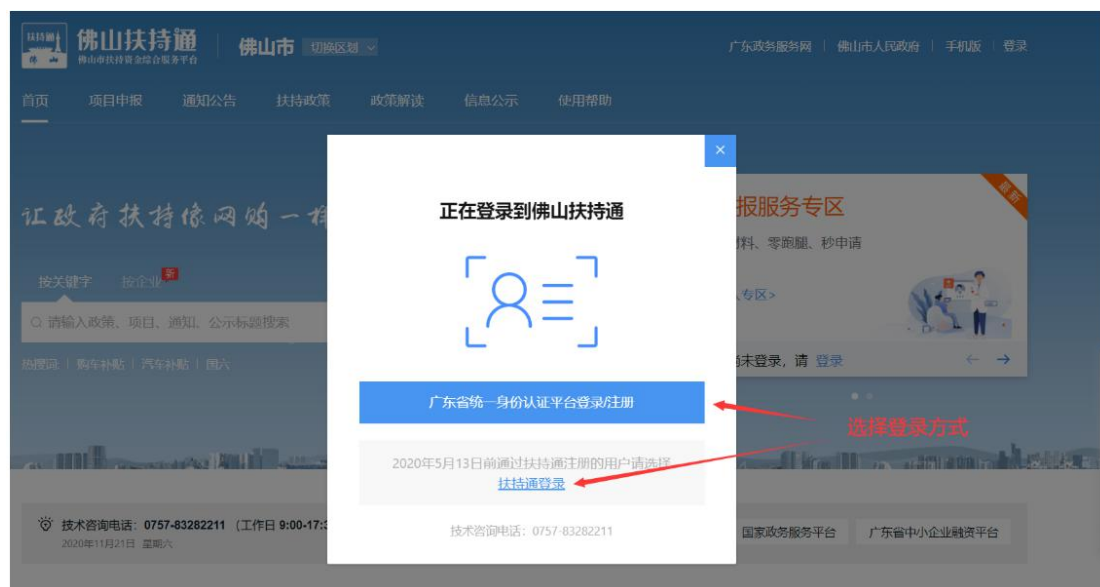 扶持通
佛山扶持通
佛山市扶持资金综合服务平台
佛山市 切换区划
广东政务服务网 | 佛山市人民政府 | 手机版 | 登录
首页 项目申报 通知公告 扶持政策 政策解读 信息公示 使用帮助
×
正在登录到佛山扶持通
最新
报服务专区
让政府扶持像网购一样
材料、零跑腿、秒申请
按关键字 按企业 新
人专区>
请输入政策、项目、通知、公示标题搜索
热搜词 | 购车补贴 | 汽车补贴 | 国六
尚未登录，请 登录 ← →
广东省统一身份认证平台登录/注册
选择登录方式
2020年5月13日前通过扶持通注册的用户请选择
扶持通登录
技术咨询电话：0757-83282211 （工作日 9:00-17:3
2020年11月21日 星期六
技术咨询电话：0757-83282211
国家政务服务平台 广东省中小企业融资平台